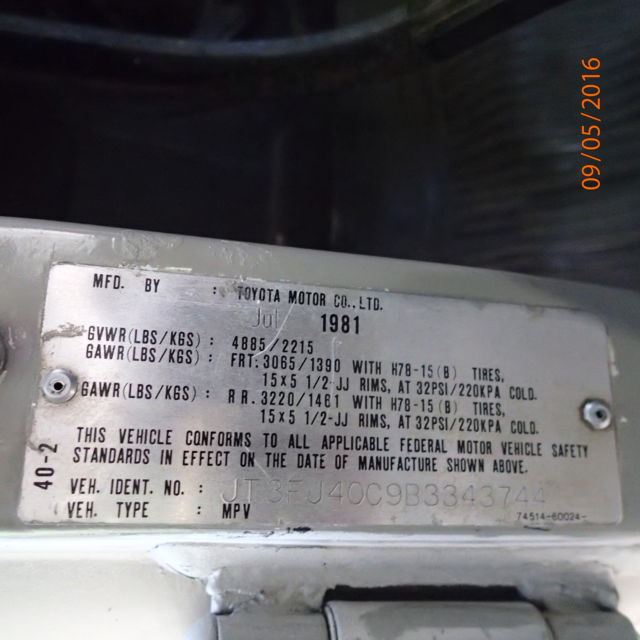 09/05/2016
MFD. BY : TOYOTA MOTOR CO., LTD.
Jul 1981
GVWR(LBS/KGS) : 4885/2215
GAWR(LBS/KGS) : FRT: 3065/1390 WITH H78-15(B) TIRES,
15X5 1/2-JJ RIMS, AT 32PSI/220KPA COLD.
GAWR(LBS/KGS) : RR. 3220/1461 WITH H78-15(B) TIRES,
15X5 1/2-JJ RIMS, AT 32PSI/220KPA COLD.
THIS VEHICLE CONFORMS TO ALL APPLICABLE FEDERAL MOTOR VEHICLE SAFETY
STANDARDS IN EFFECT ON THE DATE OF MANUFACTURE SHOWN ABOVE.
VEH. IDENT. NO. : JT3FJ40C9B3343744
VEH. TYPE : MPV
74514-60024-
40-2